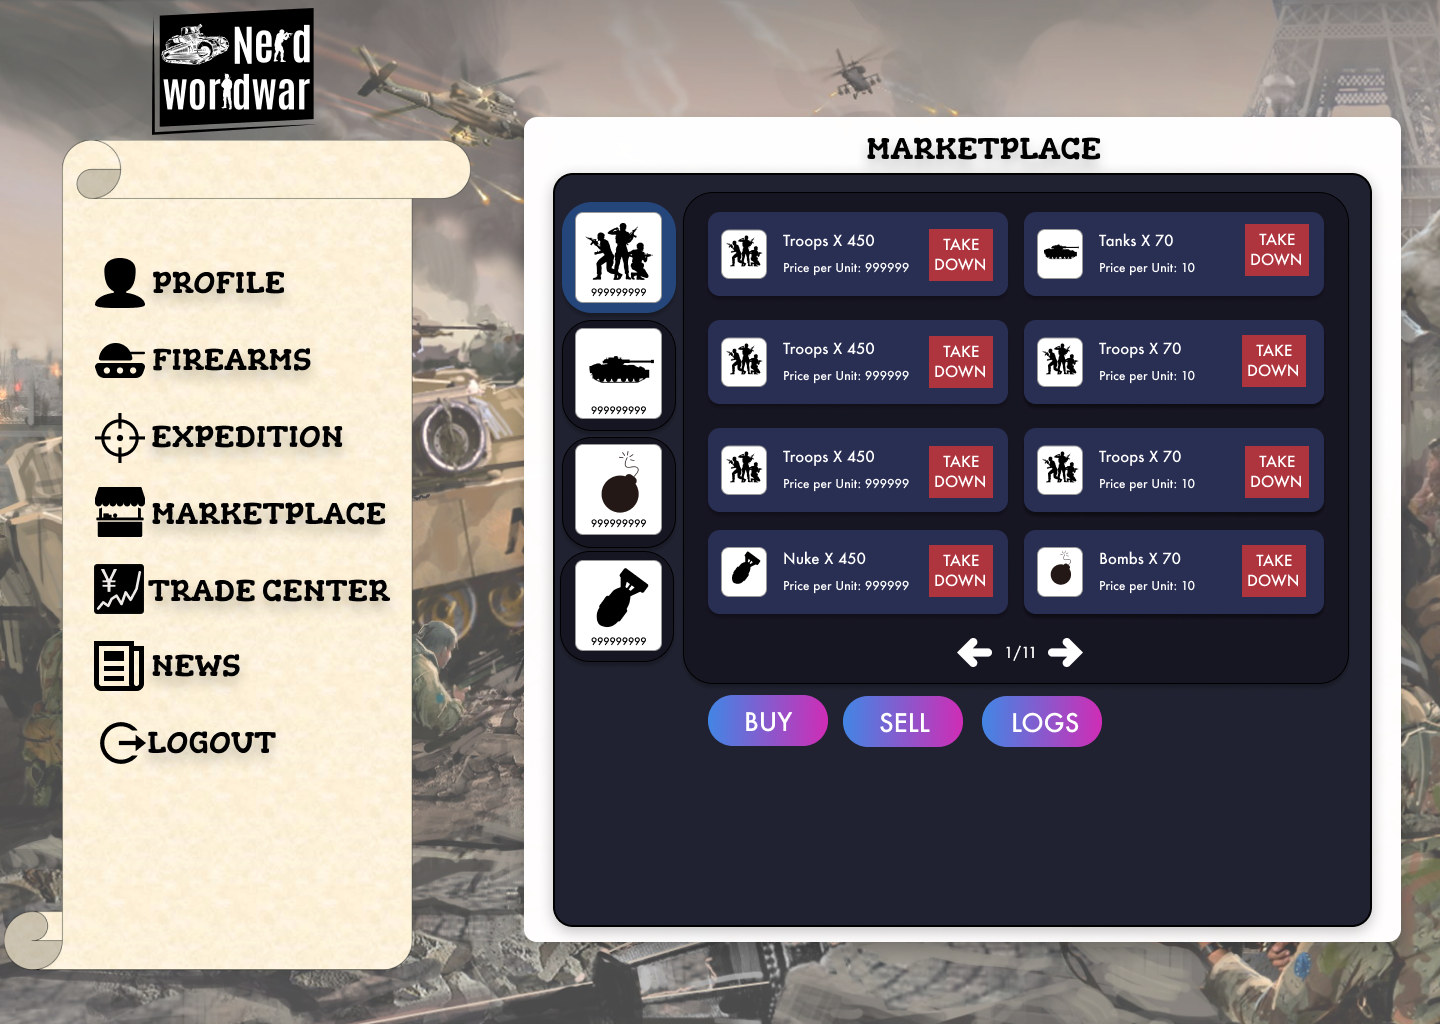 Nerd
worldwar
MARKETPLACE
PROFILE
FIREARMS
EXPEDITION
MARKETPLACE
¥ TRADE CENTER
NEWS
LOGOUT
999999999
999999999
999999999
999999999
Troops X 450
Price per Unit: 999999
TAKE
DOWN
Tanks X 70
Price per Unit: 10
TAKE
DOWN
Troops X 450
Price per Unit: 999999
TAKE
DOWN
Troops X 70
Price per Unit: 10
TAKE
DOWN
Troops X 450
Price per Unit: 999999
TAKE
DOWN
Troops X 70
Price per Unit: 10
TAKE
DOWN
Nuke X 450
Price per Unit: 999999
TAKE
DOWN
Bombs X 70
Price per Unit: 10
TAKE
DOWN
1/11
BUY
SELL
LOGS